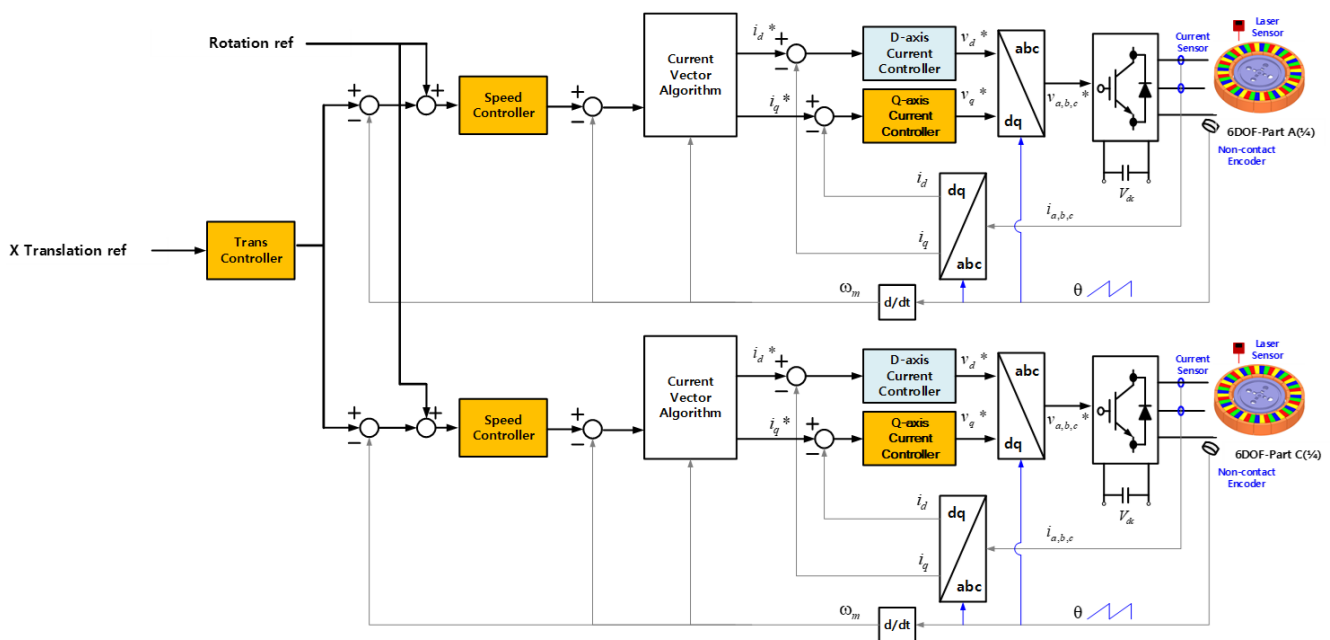 Rotation ref
X Translation ref
Trans
Controller
Speed
Controller
Current
Vector
Algorithm
i_d *
i_q *
D-axis
Current
Controller
Q-axis
Current
Controller
v_d *
v_q *
abc
dq
v_a,b,c *
V_dc
Current
Sensor
Laser
Sensor
6DOF-Part A(¼)
Non-contact
Encoder
i_d
i_q
dq
abc
i_a,b,c
ω_m
d/dt
θ
Speed
Controller
Current
Vector
Algorithm
i_d *
i_q *
D-axis
Current
Controller
Q-axis
Current
Controller
v_d *
v_q *
abc
dq
v_a,b,c *
V_dc
Current
Sensor
Laser
Sensor
6DOF-Part C(¼)
Non-contact
Encoder
i_d
i_q
dq
abc
i_a,b,c
ω_m
d/dt
θ